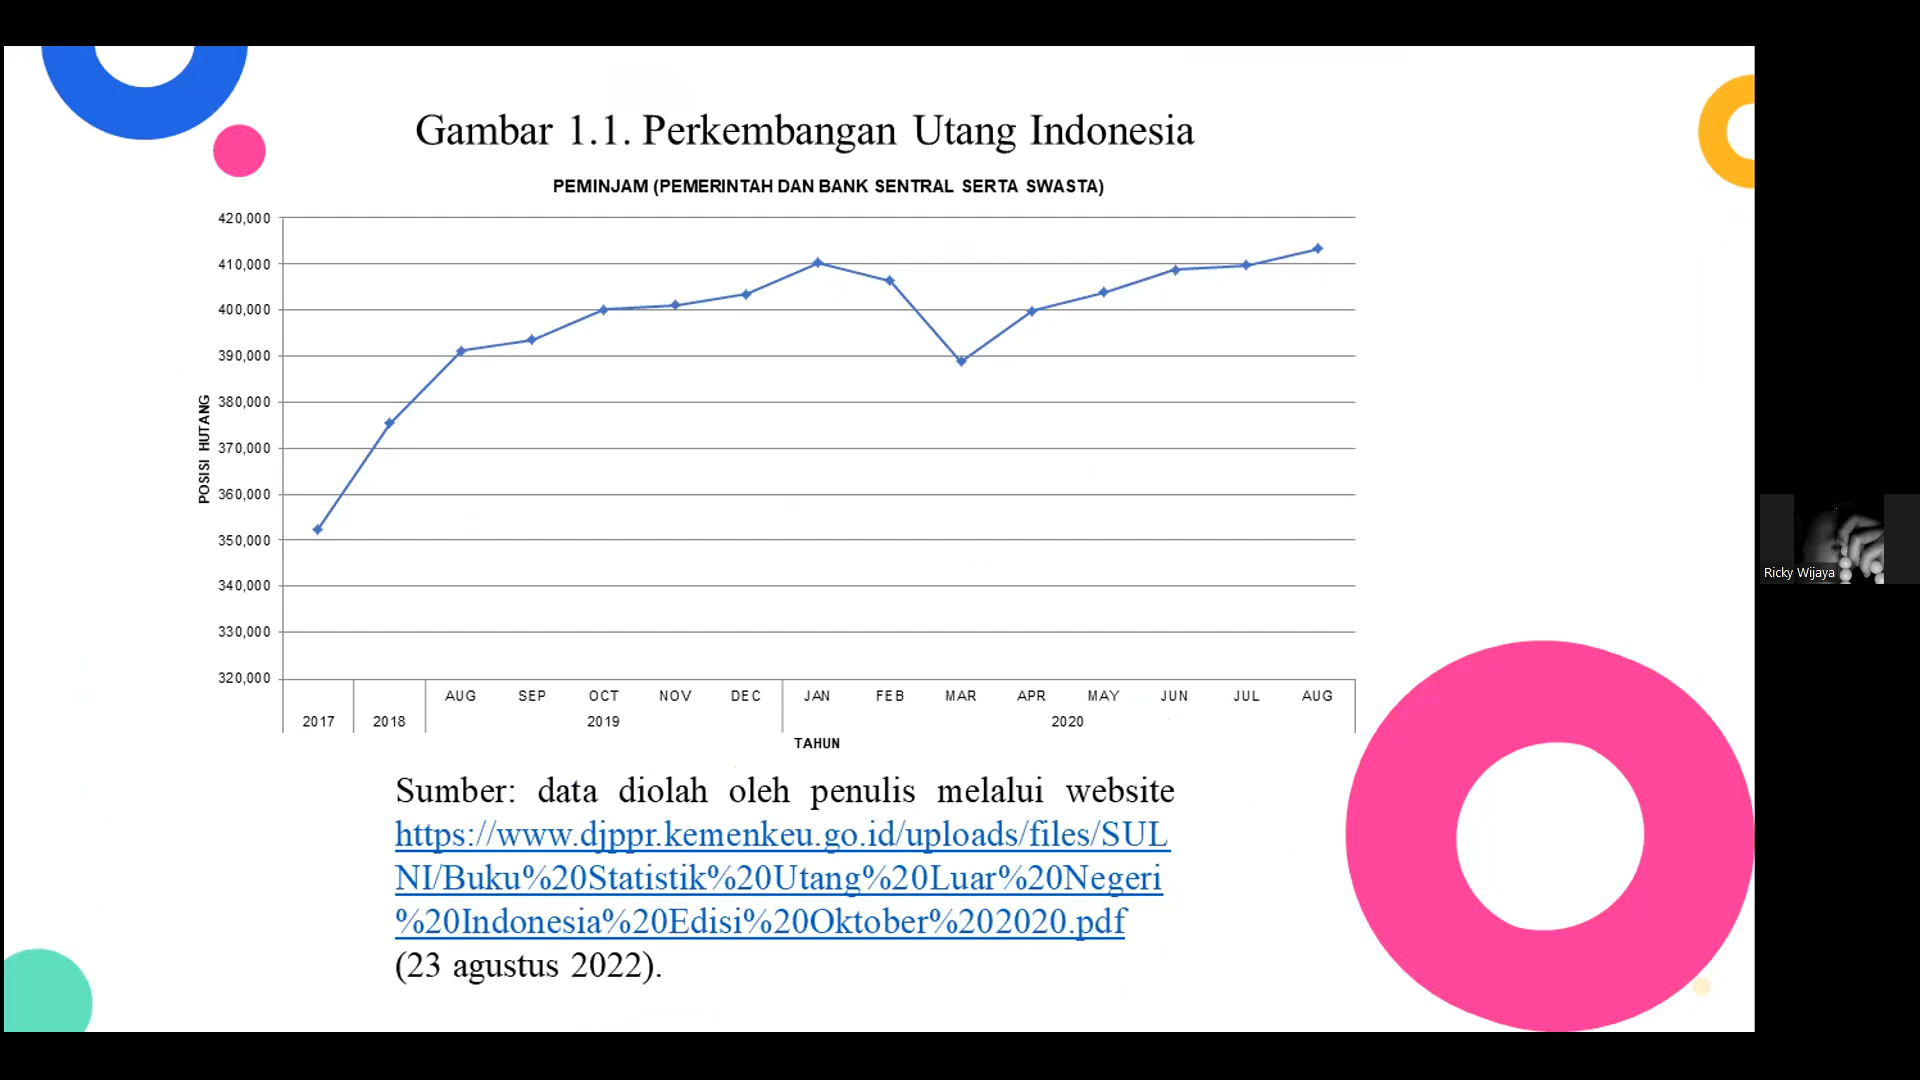 Gambar 1.1. Perkembangan Utang Indonesia
PEMINJAM (PEMERINTAH DAN BANK SENTRAL SERTA SWASTA)
POSISI HUTANG
420,000
410,000
400,000
390,000
380,000
370,000
360,000
350,000
340,000
330,000
320,000
AUG SEP OCT NOV DEC JAN FEB MAR APR MAY JUN JUL AUG
2017 2018 2019 2020
TAHUN
Sumber: data diolah oleh penulis melalui website
https://www.djppr.kemenkeu.go.id/uploads/files/SUL
NI/Buku%20Statistik%20Utang%20Luar%20Negeri
%20Indonesia%20Edisi%20Oktober%202020.pdf
(23 agustus 2022).
Ricky Wijaya